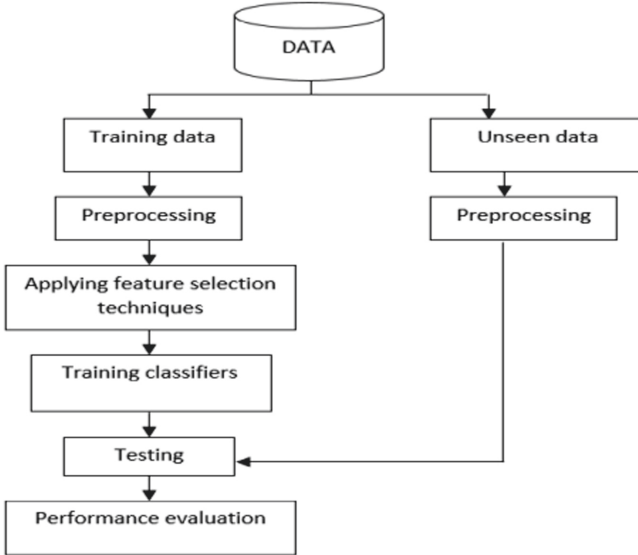 DATA
Training data
Unseen data
Preprocessing
Preprocessing
Applying feature selection
techniques
Training classifiers
Testing
Performance evaluation